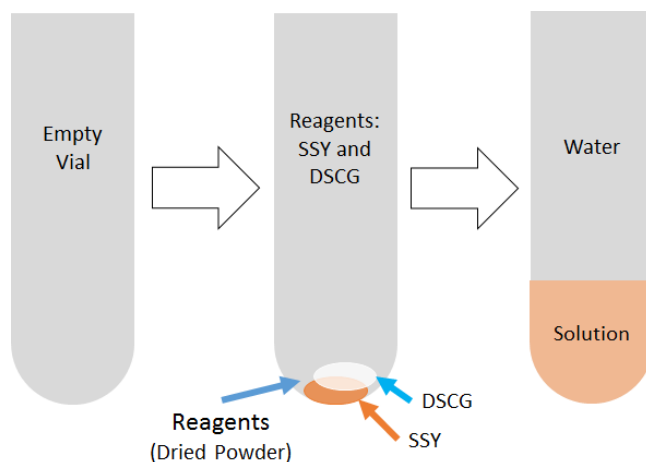 Empty
Vial
Reagents:
SSY and
DSCG
Water
Solution
DSCG
Reagents
(Dried Powder)
SSY